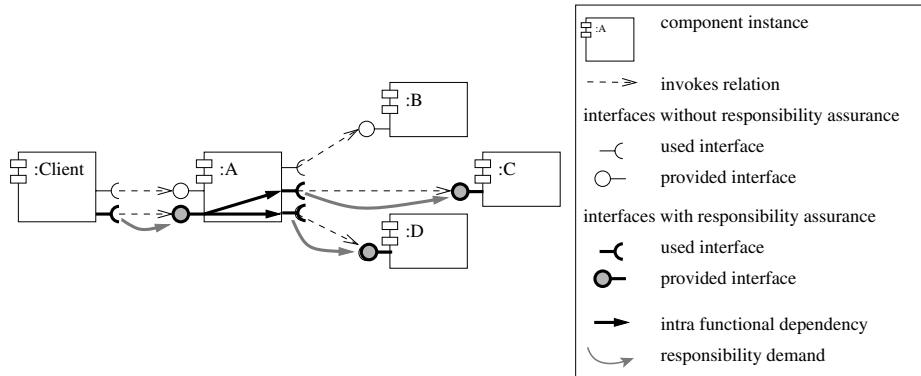 :Client
:A
:B
:C
:D
:A
component instance
invokes relation
interfaces without responsibility assurance
used interface
provided interface
interfaces with responsibility assurance
used interface
provided interface
intra functional dependency
responsibility demand